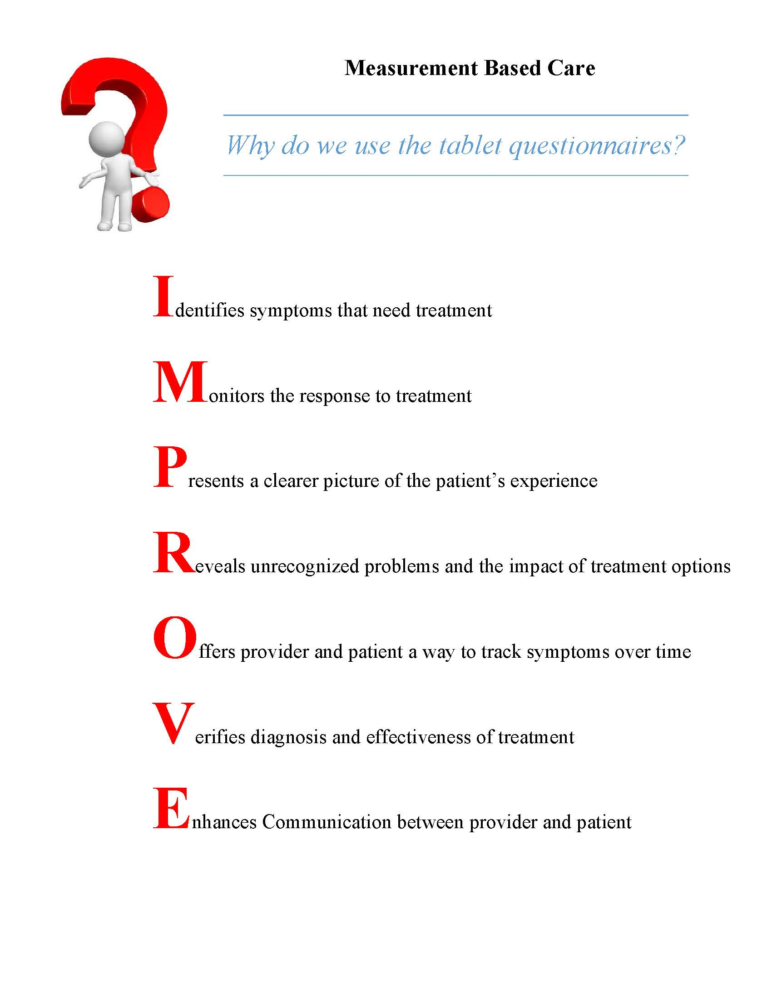 Measurement Based Care
Why do we use the tablet questionnaires?
Identifies symptoms that need treatment
Monitors the response to treatment
Presents a clearer picture of the patient’s experience
Reveals unrecognized problems and the impact of treatment options
Offers provider and patient a way to track symptoms over time
Verifies diagnosis and effectiveness of treatment
Enhances Communication between provider and patient